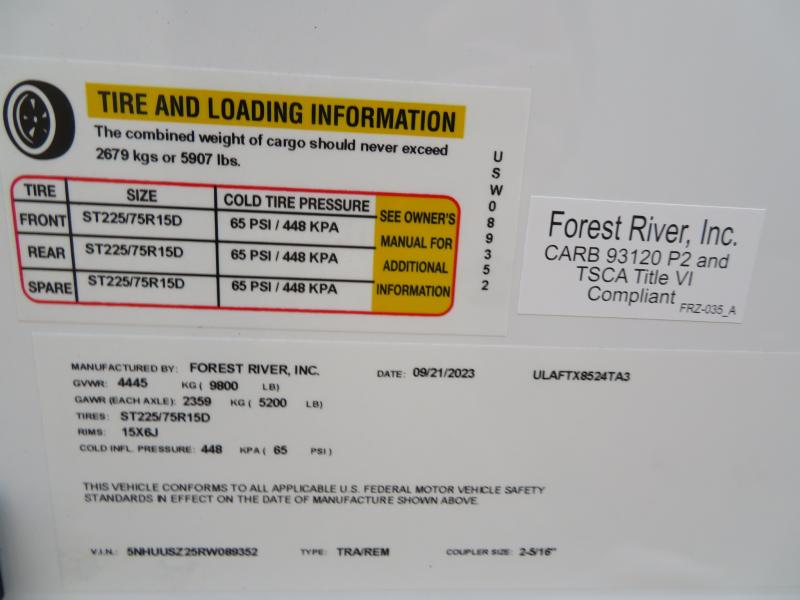 TIRE AND LOADING INFORMATION
The combined weight of cargo should never exceed
2679 kgs or 5907 lbs.
TIRE SIZE COLD TIRE PRESSURE
FRONT ST225/75R15D 65 PSI / 448 KPA
REAR ST225/75R15D 65 PSI / 448 KPA
SPARE ST225/75R15D 65 PSI / 448 KPA
SEE OWNER'S
MANUAL FOR
ADDITIONAL
INFORMATION
USW089352
Forest River, Inc.
CARB 93120 P2 and
TSCA Title VI
Compliant
FRZ-035_A
MANUFACTURED BY: FOREST RIVER, INC. DATE: 09/21/2023 ULAFTX8524TA3
GVWR: 4445 KG ( 9800 LB)
GAWR (EACH AXLE): 2359 KG ( 5200 LB)
TIRES: ST225/75R15D
RIMS: 15X6J
COLD INFL. PRESSURE: 448 KPA ( 65 PSI )
THIS VEHICLE CONFORMS TO ALL APPLICABLE U.S. FEDERAL MOTOR VEHICLE SAFETY
STANDARDS IN EFFECT ON THE DATE OF MANUFACTURE SHOWN ABOVE.
V.I.N.: 5NHUUSZ25RW089352 TYPE: TRA/REM COUPLER SIZE: 2-5/16"